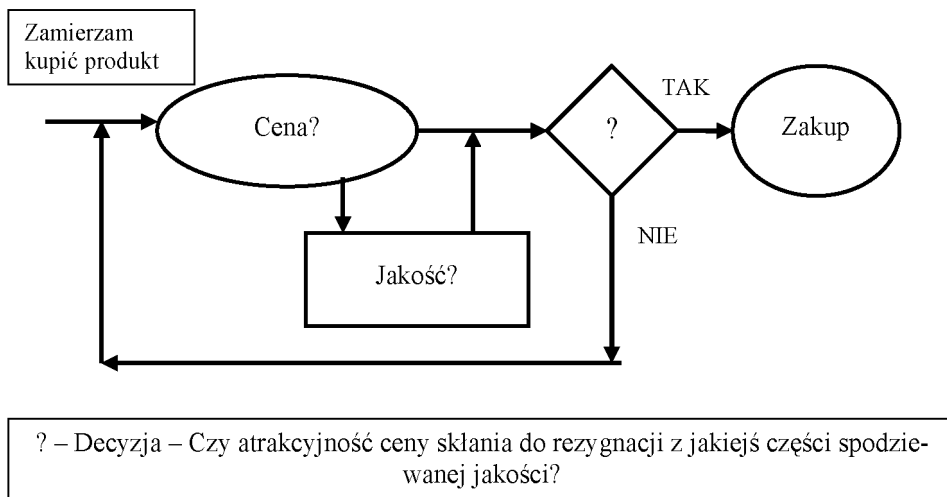 Zamierzam
kupić produkt
Cena?
?
TAK
Zakup
NIE
Jakość?
? – Decyzja – Czy atrakcyjność ceny skłania do rezygnacji z jakiejś części spodzie-
wanej jakości?